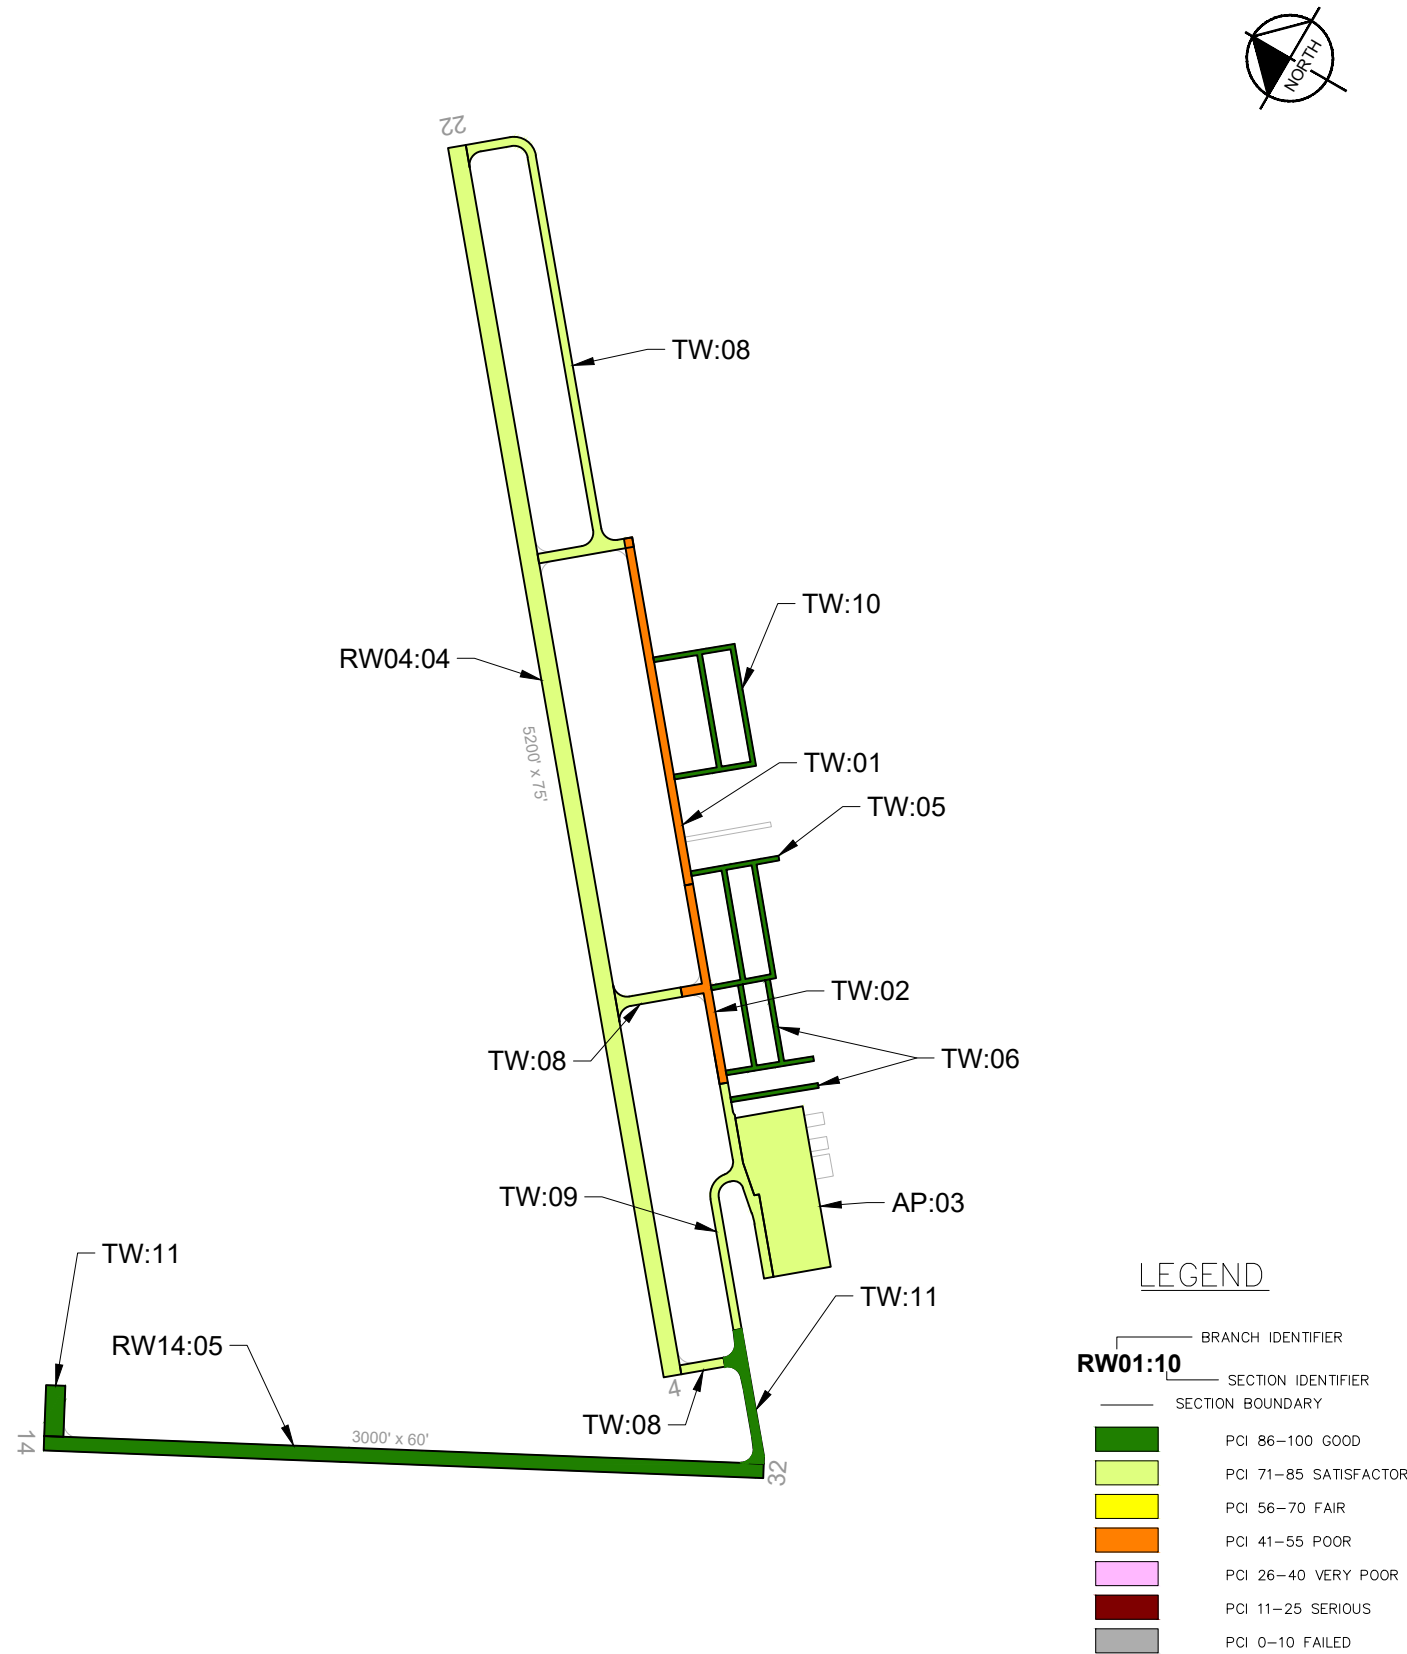 NORTH
22
TW:08
TW:10
RW04:04
5200' x 75'
TW:01
TW:05
TW:02
TW:08
TW:06
TW:09
AP:03
TW:11
TW:11
RW14:05
4
TW:08
14
3000' x 60'
32
LEGEND
BRANCH IDENTIFIER
RW01:10
SECTION IDENTIFIER
SECTION BOUNDARY
PCI 86-100 GOOD
PCI 71-85 SATISFACTOR
PCI 56-70 FAIR
PCI 41-55 POOR
PCI 26-40 VERY POOR
PCI 11-25 SERIOUS
PCI 0-10 FAILED